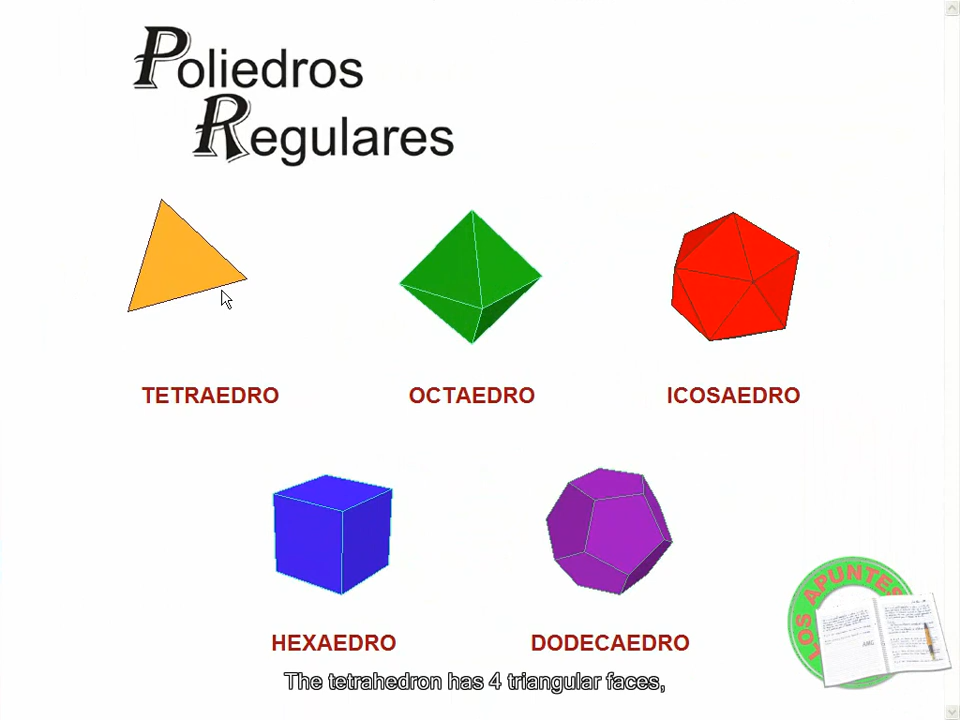 Poliedros
Regulares
TETRAEDRO
OCTAEDRO
ICOSAEDRO
HEXAEDRO
DODECAEDRO
LOS APUNTES
The tetrahedron has 4 triangular faces,